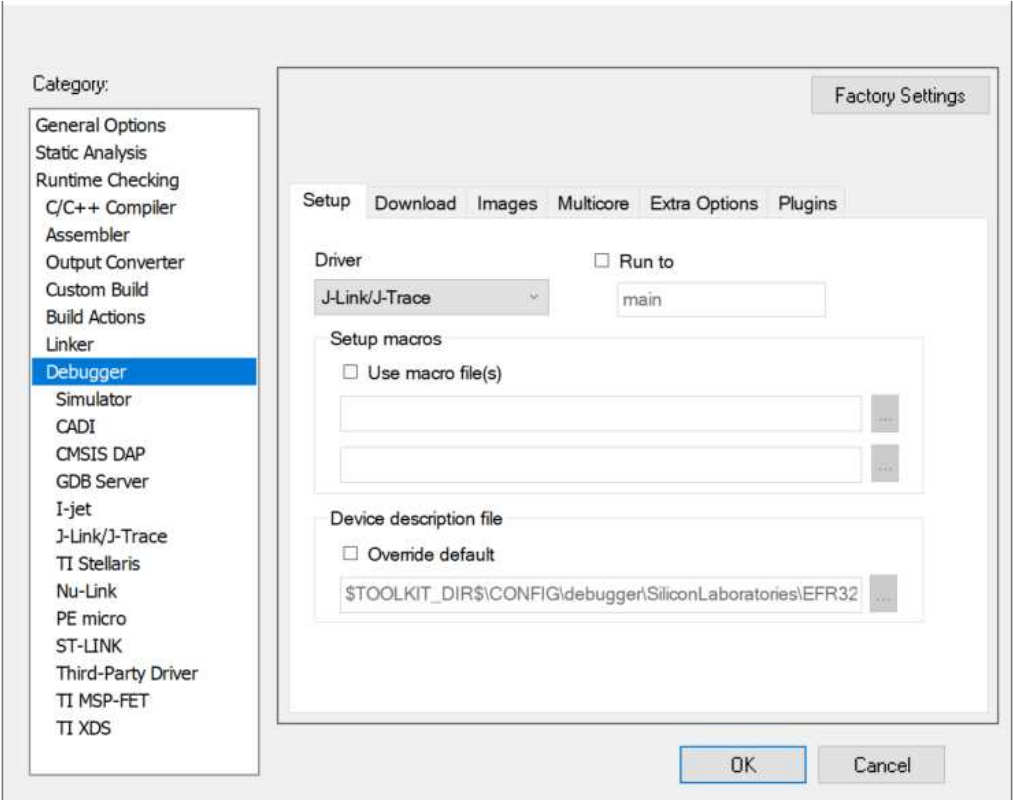 Category:
General Options
Static Analysis
Runtime Checking
C/C++ Compiler
Assembler
Output Converter
Custom Build
Build Actions
Linker
Debugger
Simulator
CADI
CMSIS DAP
GDB Server
I-jet
J-Link/J-Trace
TI Stellaris
Nu-Link
PE micro
ST-LINK
Third-Party Driver
TI MSP-FET
TI XDS
Factory Settings
Setup Download Images Multicore Extra Options Plugins
Driver
Run to
J-Link/J-Trace
main
Setup macros
Use macro file(s)
...
...
Device description file
Override default
$TOOLKIT_DIR$\CONFIG\debugger\SiliconLaboratories\EFR32 ...
OK Cancel